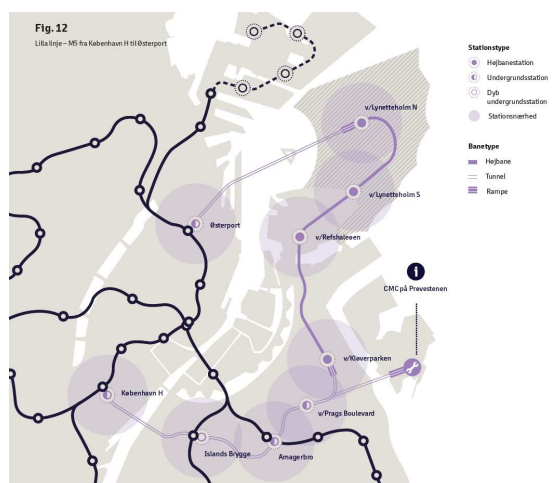 Fig. 12
Lilla linje – M5 fra København H til Østerport
Stationstype
Højbanestation
Undergrundsstation
Dyb
undergrundsstation
Stationsnærhed
Banetype
Højbane
Tunnel
Rampe
v/Lynetteholm N
v/Lynetteholm S
Østerport
v/Refshaleøen
i
CMC på Prøvestenen
v/Kløverparken
København H
v/Prags Boulevard
Islands Brygge
Amagerbro